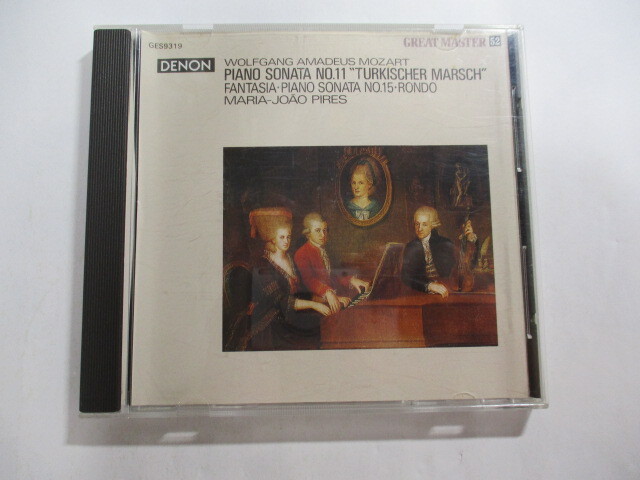 GES9319
GREAT MASTER 52
DENON
WOLFGANG AMADEUS MOZART
PIANO SONATA NO.11 "TURKISCHER MARSCH"
FANTASIA·PIANO SONATA NO.15·RONDO
MARIA-JOÃO PIRES